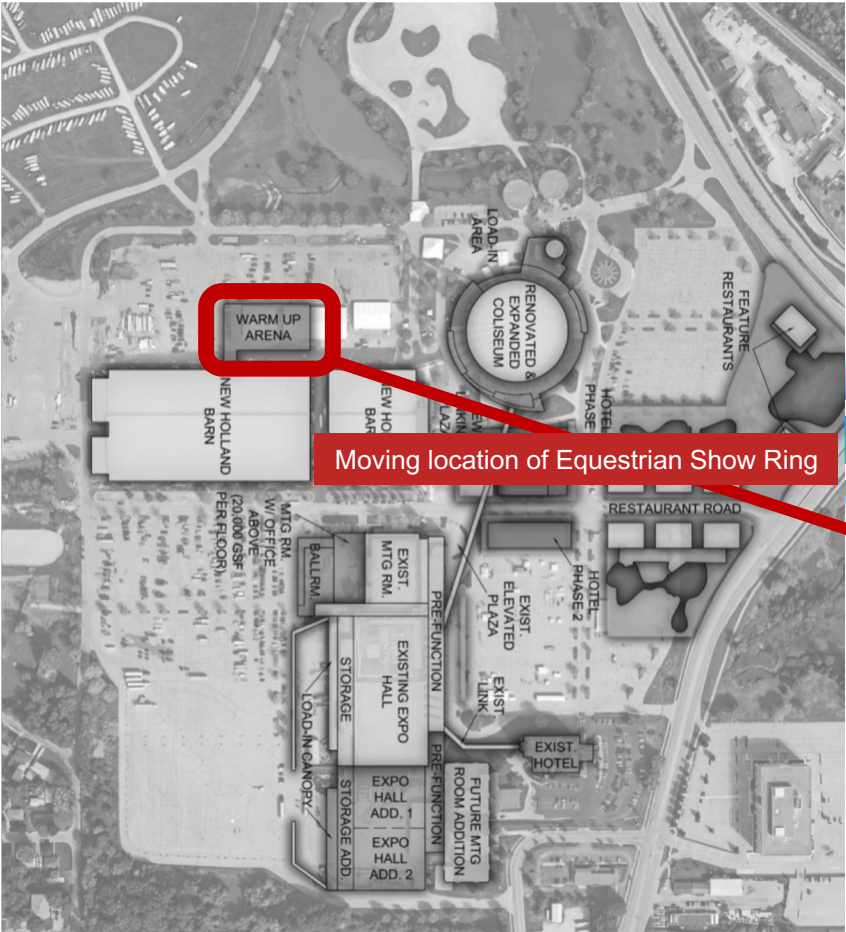 LOAD-IN
AREA
RENOVATED &
EXPANDED
COLISEUM
FEATURE
RESTAURANTS
WARM UP
ARENA
HOTEL
PHASE
NEW HOLLAND
BARN
Moving location of Equestrian Show Ring
RESTAURANT ROAD
MTG RM.
W/ OFFICE
ABOVE
(20,000 GSF
PER FLOOR)
BALLRM.
EXIST.
MTG RM.
PRE-FUNCTION
EXIST.
ELEVATED
PLAZA
HOTEL
PHASE 2
STORAGE
EXISTING EXPO
HALL
LOAD-IN CANOPY
EXIST.
LINK
EXIST.
HOTEL
STORAGE ADD.
EXPO
HALL
ADD. 1
EXPO
HALL
ADD. 2
PRE-FUNCTION
FUTURE MTG
ROOM ADDITION